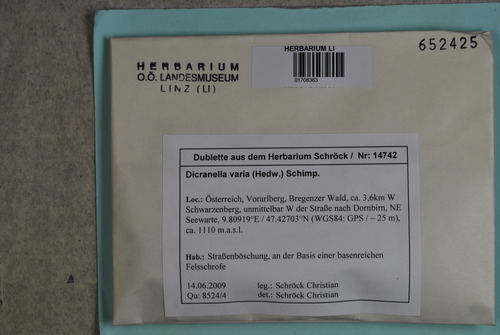 HERBARIUM
O.Ö. LANDESMUSEUM
LINZ (LI)
HERBARIUM LI
01708363
652425
Dublette aus dem Herbarium Schröck / Nr: 14742
Dicranella varia (Hedw.) Schimp.
Loc.: Österreich, Vorarlberg, Bregenzer Wald, ca. 3,6km W
Schwarzenberg, unmittelbar W der Straße nach Dornbirn, NE
Seewarte, 9.80919°E / 47.42703°N (WGS84: GPS / ~ 25 m),
ca. 1110 m.a.s.l.
Hab.: Straßenböschung, an der Basis einer basenreichen
Felsschrofe
14.06.2009 leg.: Schröck Christian
Qu: 8524/4 det.: Schröck Christian